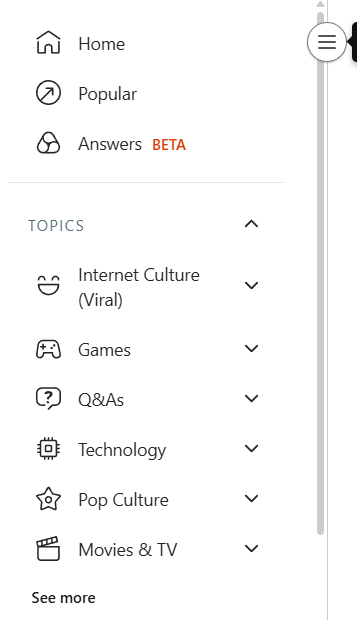 Home
Popular
Answers BETA
TOPICS
Internet Culture
(Viral)
Games
Q&As
Technology
Pop Culture
Movies & TV
See more